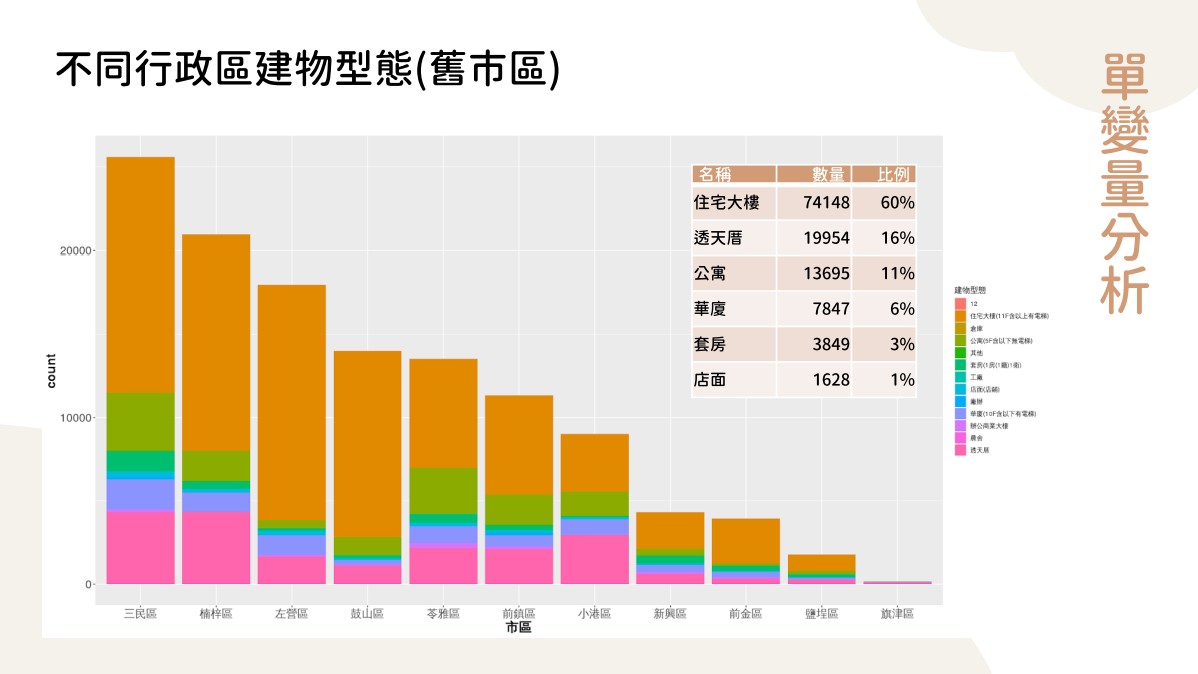 不同行政區建物型態(舊市區)
單變量分析
count
20000
10000
0
名稱 數量 比例
住宅大樓 74148 60%
透天厝 19954 16%
公寓 13695 11%
華廈 7847 6%
套房 3849 3%
店面 1628 1%
建物型態
12
住宅大樓(11F含以上有電梯)
倉庫
公寓(5F含以下無電梯)
其他
套房(1房(1廳)1衛)
工廠
店面(店鋪)
廠辦
華廈(10F含以下有電梯)
辦公商業大樓
農舍
透天厝
三民區 楠梓區 左營區 鼓山區 苓雅區 前鎮區 小港區 新興區 前金區 鹽埕區 旗津區
市區